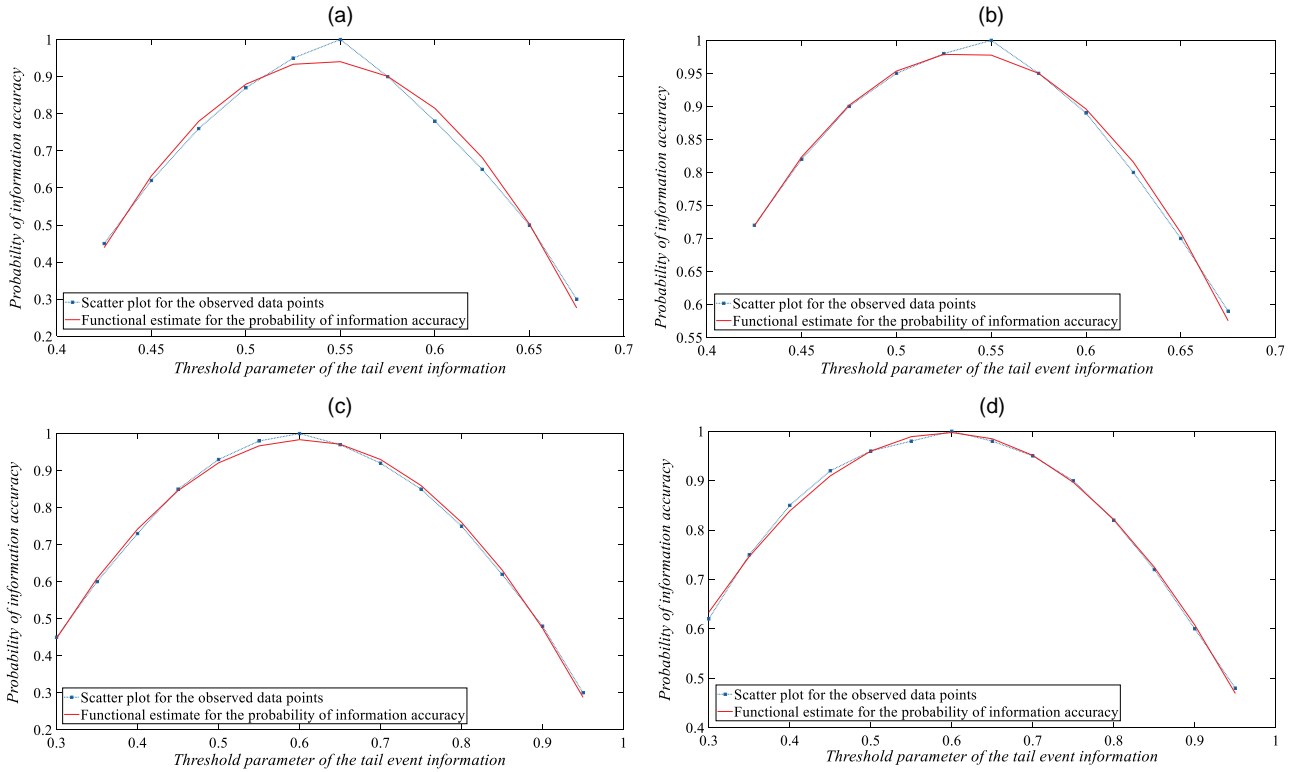 (a)
1
0.9
0.8
0.7
0.6
0.5
0.4
0.3
0.2
Probability of information accuracy
Scatter plot for the observed data points
Functional estimate for the probability of information accuracy
0.4 0.45 0.5 0.55 0.6 0.65 0.7
Threshold parameter of the tail event information
(b)
1
0.95
0.9
0.85
0.8
0.75
0.7
0.65
0.6
0.55
Probability of information accuracy
Scatter plot for the observed data points
Functional estimate for the probability of information accuracy
0.4 0.45 0.5 0.55 0.6 0.65 0.7
Threshold parameter of the tail event information
(c)
1
0.9
0.8
0.7
0.6
0.5
0.4
0.3
0.2
Probability of information accuracy
Scatter plot for the observed data points
Functional estimate for the probability of information accuracy
0.3 0.4 0.5 0.6 0.7 0.8 0.9 1
Threshold parameter of the tail event information
(d)
1
0.9
0.8
0.7
0.6
0.5
0.4
Probability of information accuracy
Scatter plot for the observed data points
Functional estimate for the probability of information accuracy
0.3 0.4 0.5 0.6 0.7 0.8 0.9 1
Threshold parameter of the tail event information